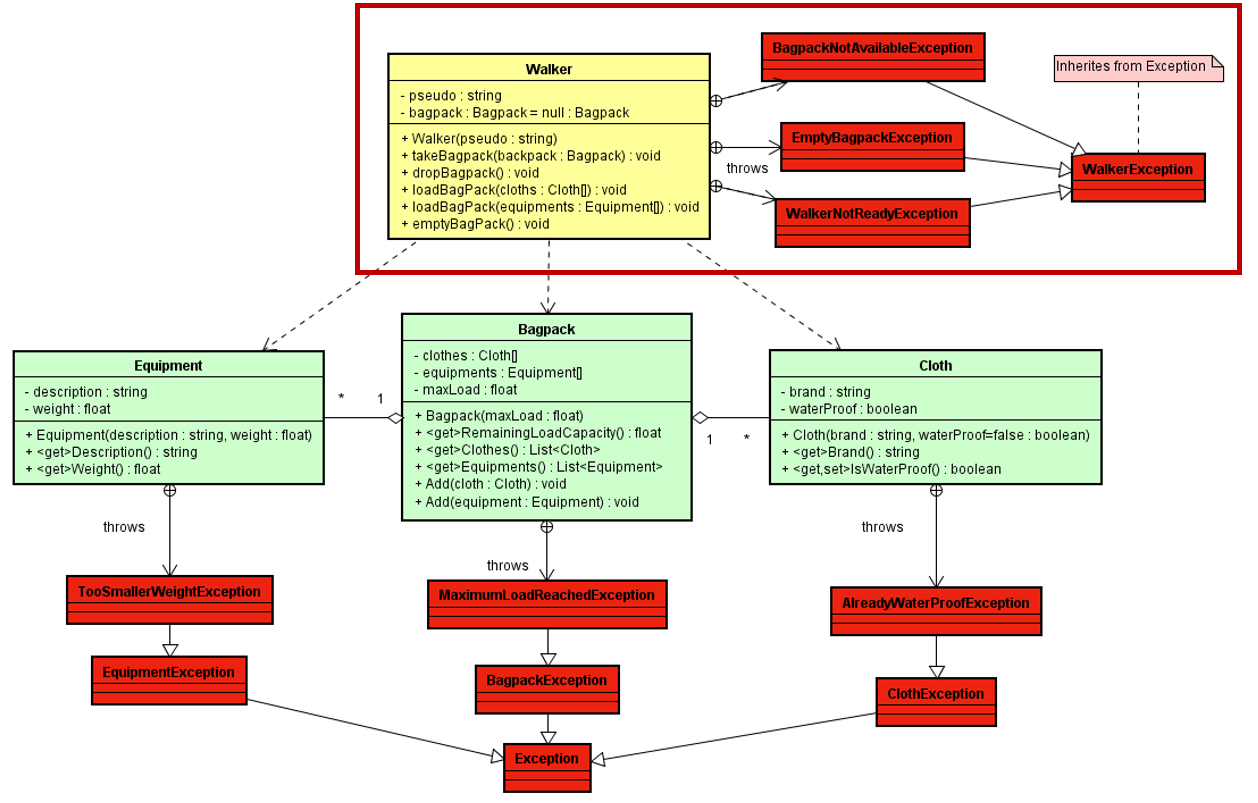 BagpackNotAvailableException
Inherites from Exception
Walker
- pseudo : string
- bagpack : Bagpack = null : Bagpack
+ Walker(pseudo : string)
+ takeBagpack(backpack : Bagpack) : void
+ dropBagpack() : void
+ loadBagPack(cloths : Cloth[]) : void
+ loadBagPack(equipments : Equipment[]) : void
+ emptyBagPack() : void
EmptyBagpackException
throws
WalkerException
WalkerNotReadyException
Equipment
- description : string
- weight : float
+ Equipment(description : string, weight : float)
+ <get>Description() : string
+ <get>Weight() : float
* 1
Bagpack
- clothes : Cloth[]
- equipments : Equipment[]
- maxLoad : float
+ Bagpack(maxLoad : float)
+ <get>RemainingLoadCapacity() : float
+ <get>Clothes() : List<Cloth>
+ <get>Equipments() : List<Equipment>
+ Add(cloth : Cloth) : void
+ Add(equipment : Equipment) : void
1 *
Cloth
- brand : string
- waterProof : boolean
+ Cloth(brand : string, waterProof=false : boolean)
+ <get>Brand() : string
+ <get,set>IsWaterProof() : boolean
throws
throws
throws
TooSmallerWeightException
MaximumLoadReachedException
AlreadyWaterProofException
EquipmentException
BagpackException
ClothException
Exception